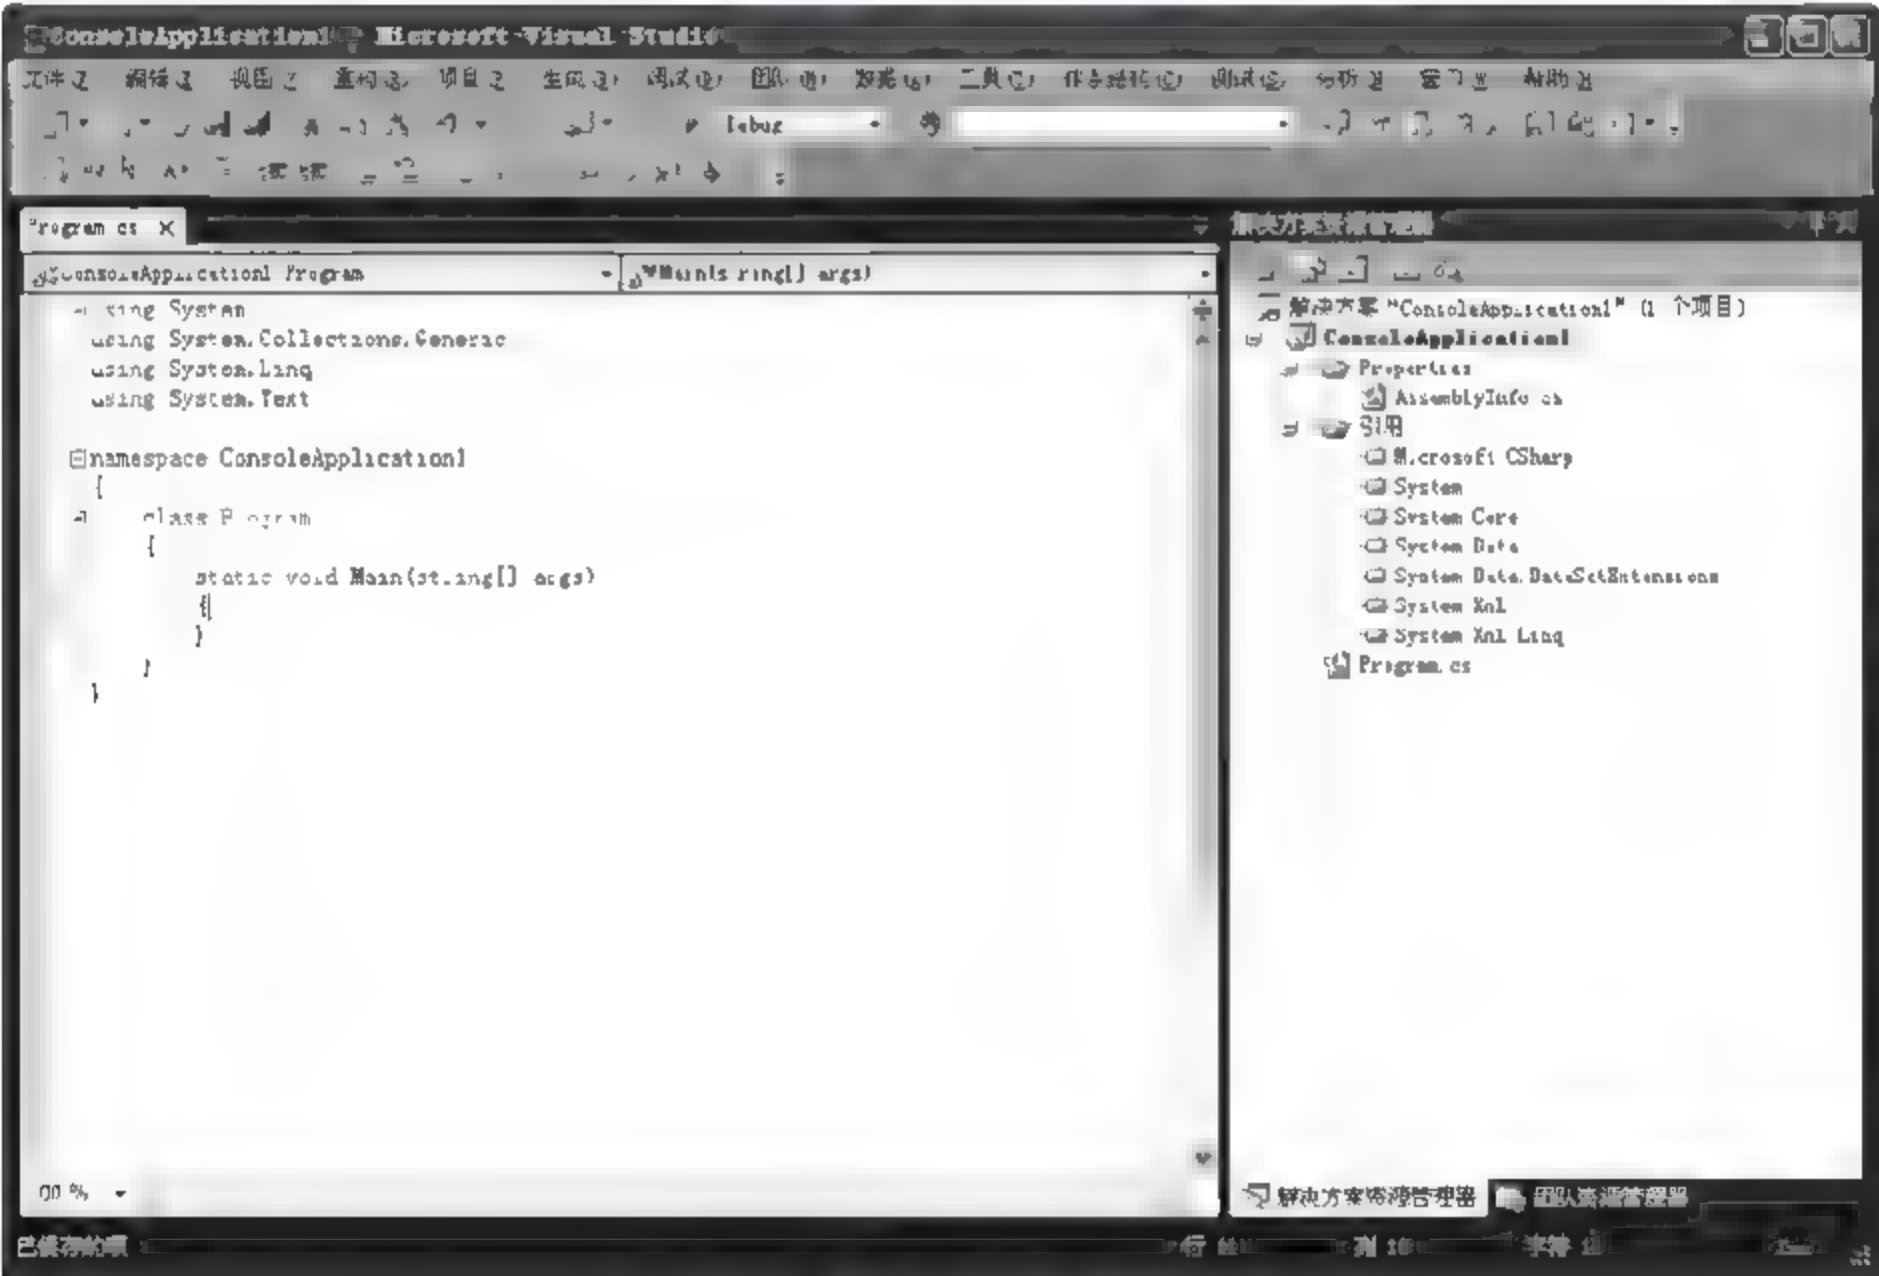 ConsoleApplication1 Microsoft Visual Studio
文件 编辑 视图 重构 项目 生成(B) 调试(D) 团队(M) 数据(A) 工具(T) 体系结构(C) 测试(S) 分析 窗口 帮助
Debug
Program.cs ×
ConsoleApplication1.Program
Main(string[] args)
using System
using System.Collections.Generic
using System.Linq
using System.Text
namespace ConsoleApplication1
{
class Program
{
static void Main(string[] args)
{
}
}
}
解决方案资源管理器
解决方案 "ConsoleApplication1" (1 个项目)
ConsoleApplication1
Properties
AssemblyInfo.cs
引用
Microsoft.CSharp
System
System.Core
System.Data
System.Data.DataSetExtensions
System.Xml
System.Xml.Linq
Program.cs
解决方案资源管理器 团队资源管理器
已保存的项 行 列 字符